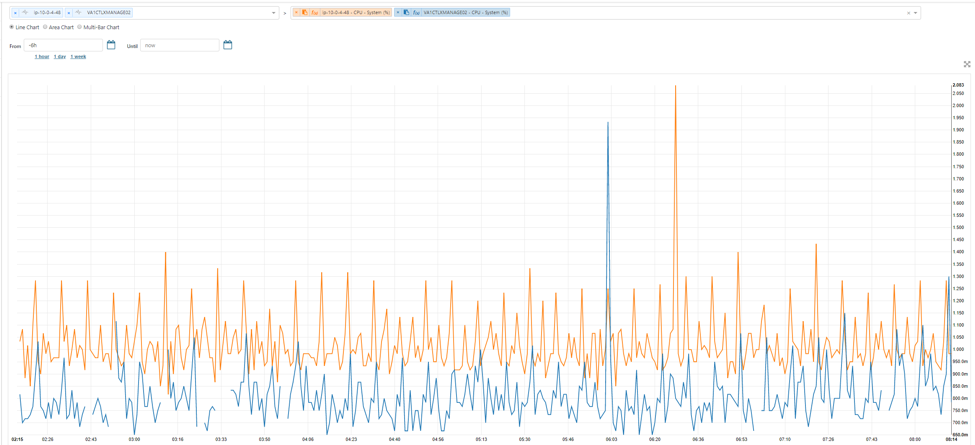 ip-10-0-4-48 VA1CTLXMANAGE02 ip-10-0-4-48 - CPU - System (%) VA1CTLXMANAGE02 - CPU - System (%)
Line Chart Area Chart Multi-Bar Chart
From -6h Until now
1 hour 1 day 1 week
2.083
2.050
2.000
1.950
1.900
1.850
1.800
1.750
1.700
1.650
1.600
1.550
1.500
1.450
1.400
1.350
1.300
1.250
1.200
1.150
1.100
1.050
1.000
950.0m
900.0m
850.0m
800.0m
750.0m
700.0m
650.0m
02:15 02:26 02:43 03:00 03:16 03:33 03:50 04:06 04:23 04:40 04:56 05:13 05:30 05:46 06:03 06:20 06:36 06:53 07:10 07:26 07:43 08:00 08:14